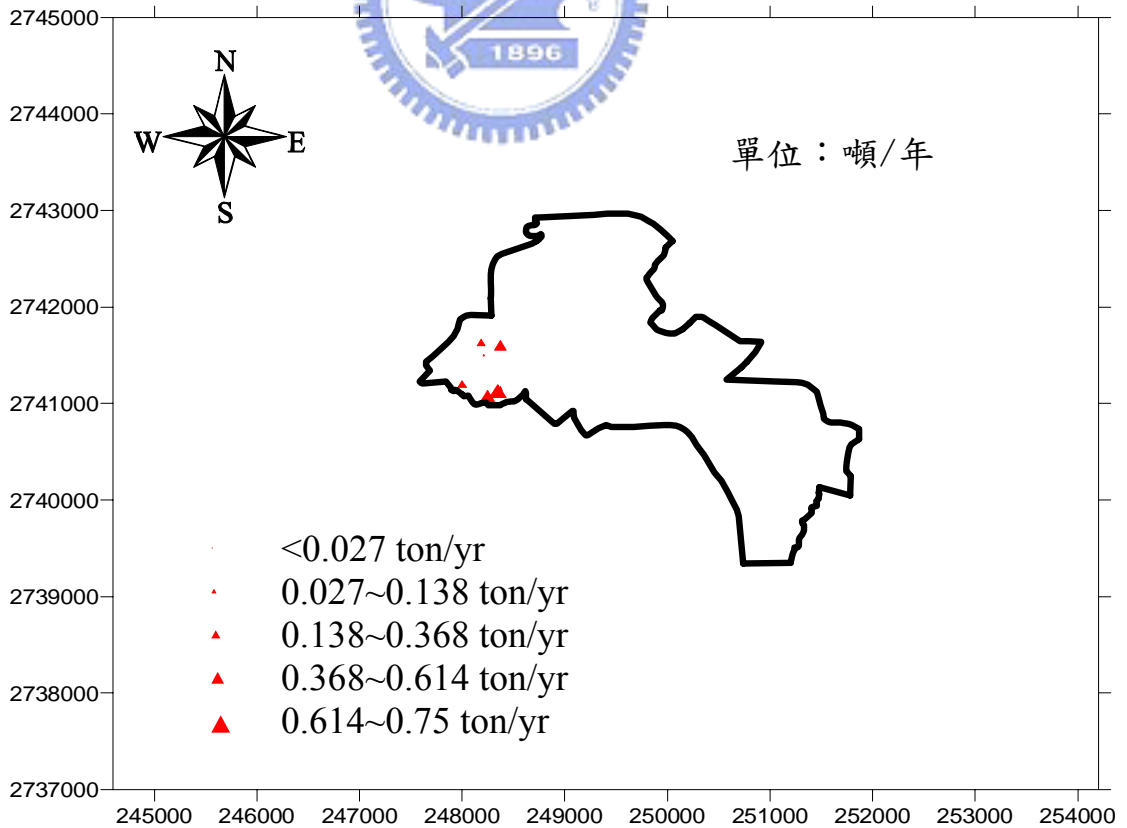 1896
N
W E
S
單位：噸/年
2745000
2744000
2743000
2742000
2741000
2740000
2739000
2738000
2737000
<0.027 ton/yr
0.027~0.138 ton/yr
0.138~0.368 ton/yr
0.368~0.614 ton/yr
0.614~0.75 ton/yr
245000 246000 247000 248000 249000 250000 251000 252000 253000 254000